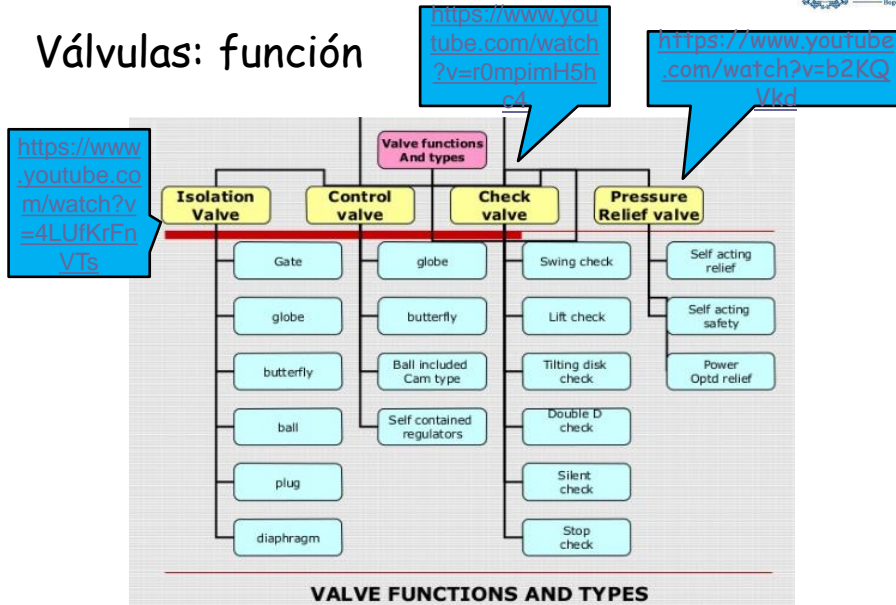 Válvulas: función
https://www.you
tube.com/watch
?v=r0mpimH5h
c4
https://www.youtube
.com/watch?v=b2KQ
Vkd
https://www
.youtube.co
m/watch?v
=4LUfKrFn
VTs
Valve functions
And types
Isolation
Valve
Control
valve
Check
valve
Pressure
Relief valve
Gate
globe
Swing check
Self acting
relief
globe
butterfly
Lift check
Self acting
safety
butterfly
Ball included
Cam type
Tilting disk
check
Power
Optd relief
ball
Self contained
regulators
Double D
check
plug
Silent
check
diaphragm
Stop
check
VALVE FUNCTIONS AND TYPES